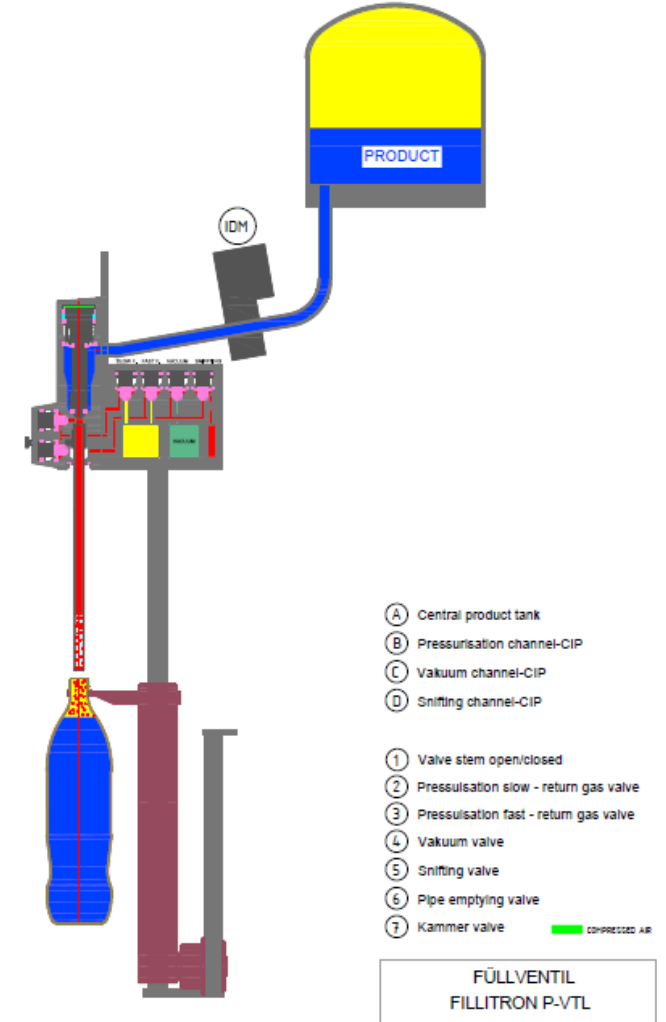 PRODUCT
IDM
VACUUM SNIFTING
VACUUM
A Central product tank
B Pressurisation channel-CIP
C Vakuum channel-CIP
D Snifting channel-CIP
1 Valve stem open/closed
2 Pressulsation slow - return gas valve
3 Pressulsation fast - return gas valve
4 Vakuum valve
5 Snifting valve
6 Pipe emptying valve
7 Kammer valve
COMPRESSED AIR
FÜLLVENTIL
FILLITRON P-VTL